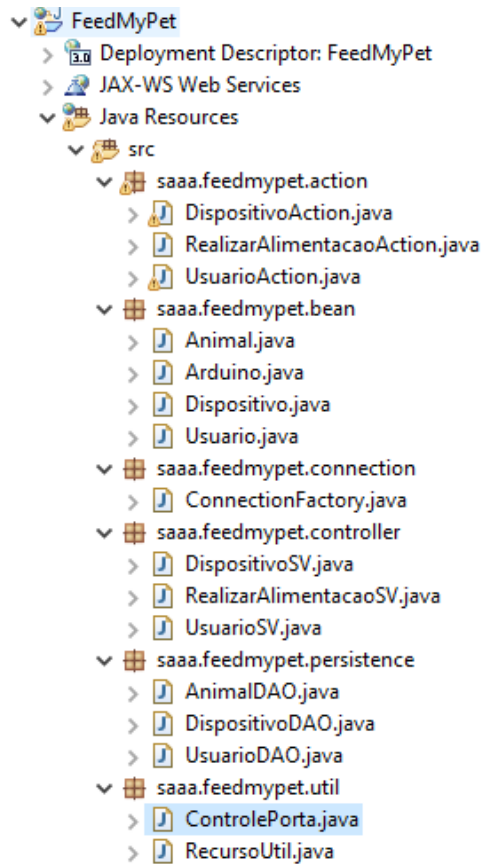 FeedMyPet
3.0 Deployment Descriptor: FeedMyPet
JAX-WS Web Services
Java Resources
src
saaa.feedmypet.action
J DispositivoAction.java
J RealizarAlimentacaoAction.java
J UsuarioAction.java
saaa.feedmypet.bean
J Animal.java
J Arduino.java
J Dispositivo.java
J Usuario.java
saaa.feedmypet.connection
J ConnectionFactory.java
saaa.feedmypet.controller
J DispositivoSV.java
J RealizarAlimentacaoSV.java
J UsuarioSV.java
saaa.feedmypet.persistence
J AnimalDAO.java
J DispositivoDAO.java
J UsuarioDAO.java
saaa.feedmypet.util
J ControlePorta.java
J RecursoUtil.java